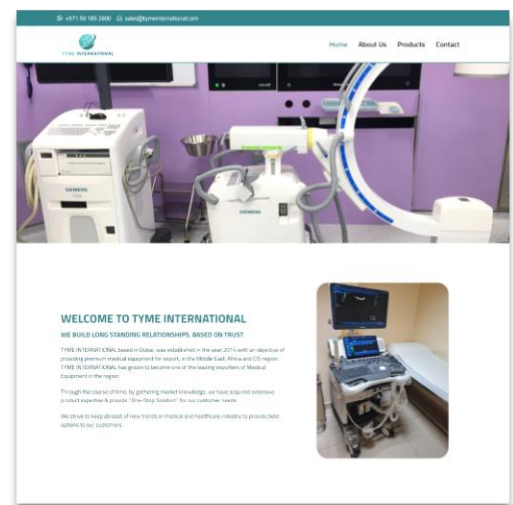 +971 50 185 2600 sales@tymeinternational.com
TYME INTERNATIONAL
Home About Us Products Contact
SIEMENS
SIEMENS
WELCOME TO TYME INTERNATIONAL
WE BUILD LONG STANDING RELATIONSHIPS, BASED ON TRUST
TYME INTERNATIONAL based in Dubai, was established in the year 2014 with an objective of
providing premium medical equipment for export, in the Middle East, Africa and CIS region.
TYME INTERNATIONAL has grown to become one of the leading exporters of Medical
Equipment in the region.
Through the course of time, by gathering market knowledge, we have acquired extensive
product expertise & provide "One-Stop Solution" for our customer needs.
We strive to keep abreast of new trends in medical and healthcare industry to provide best
options to our customers.